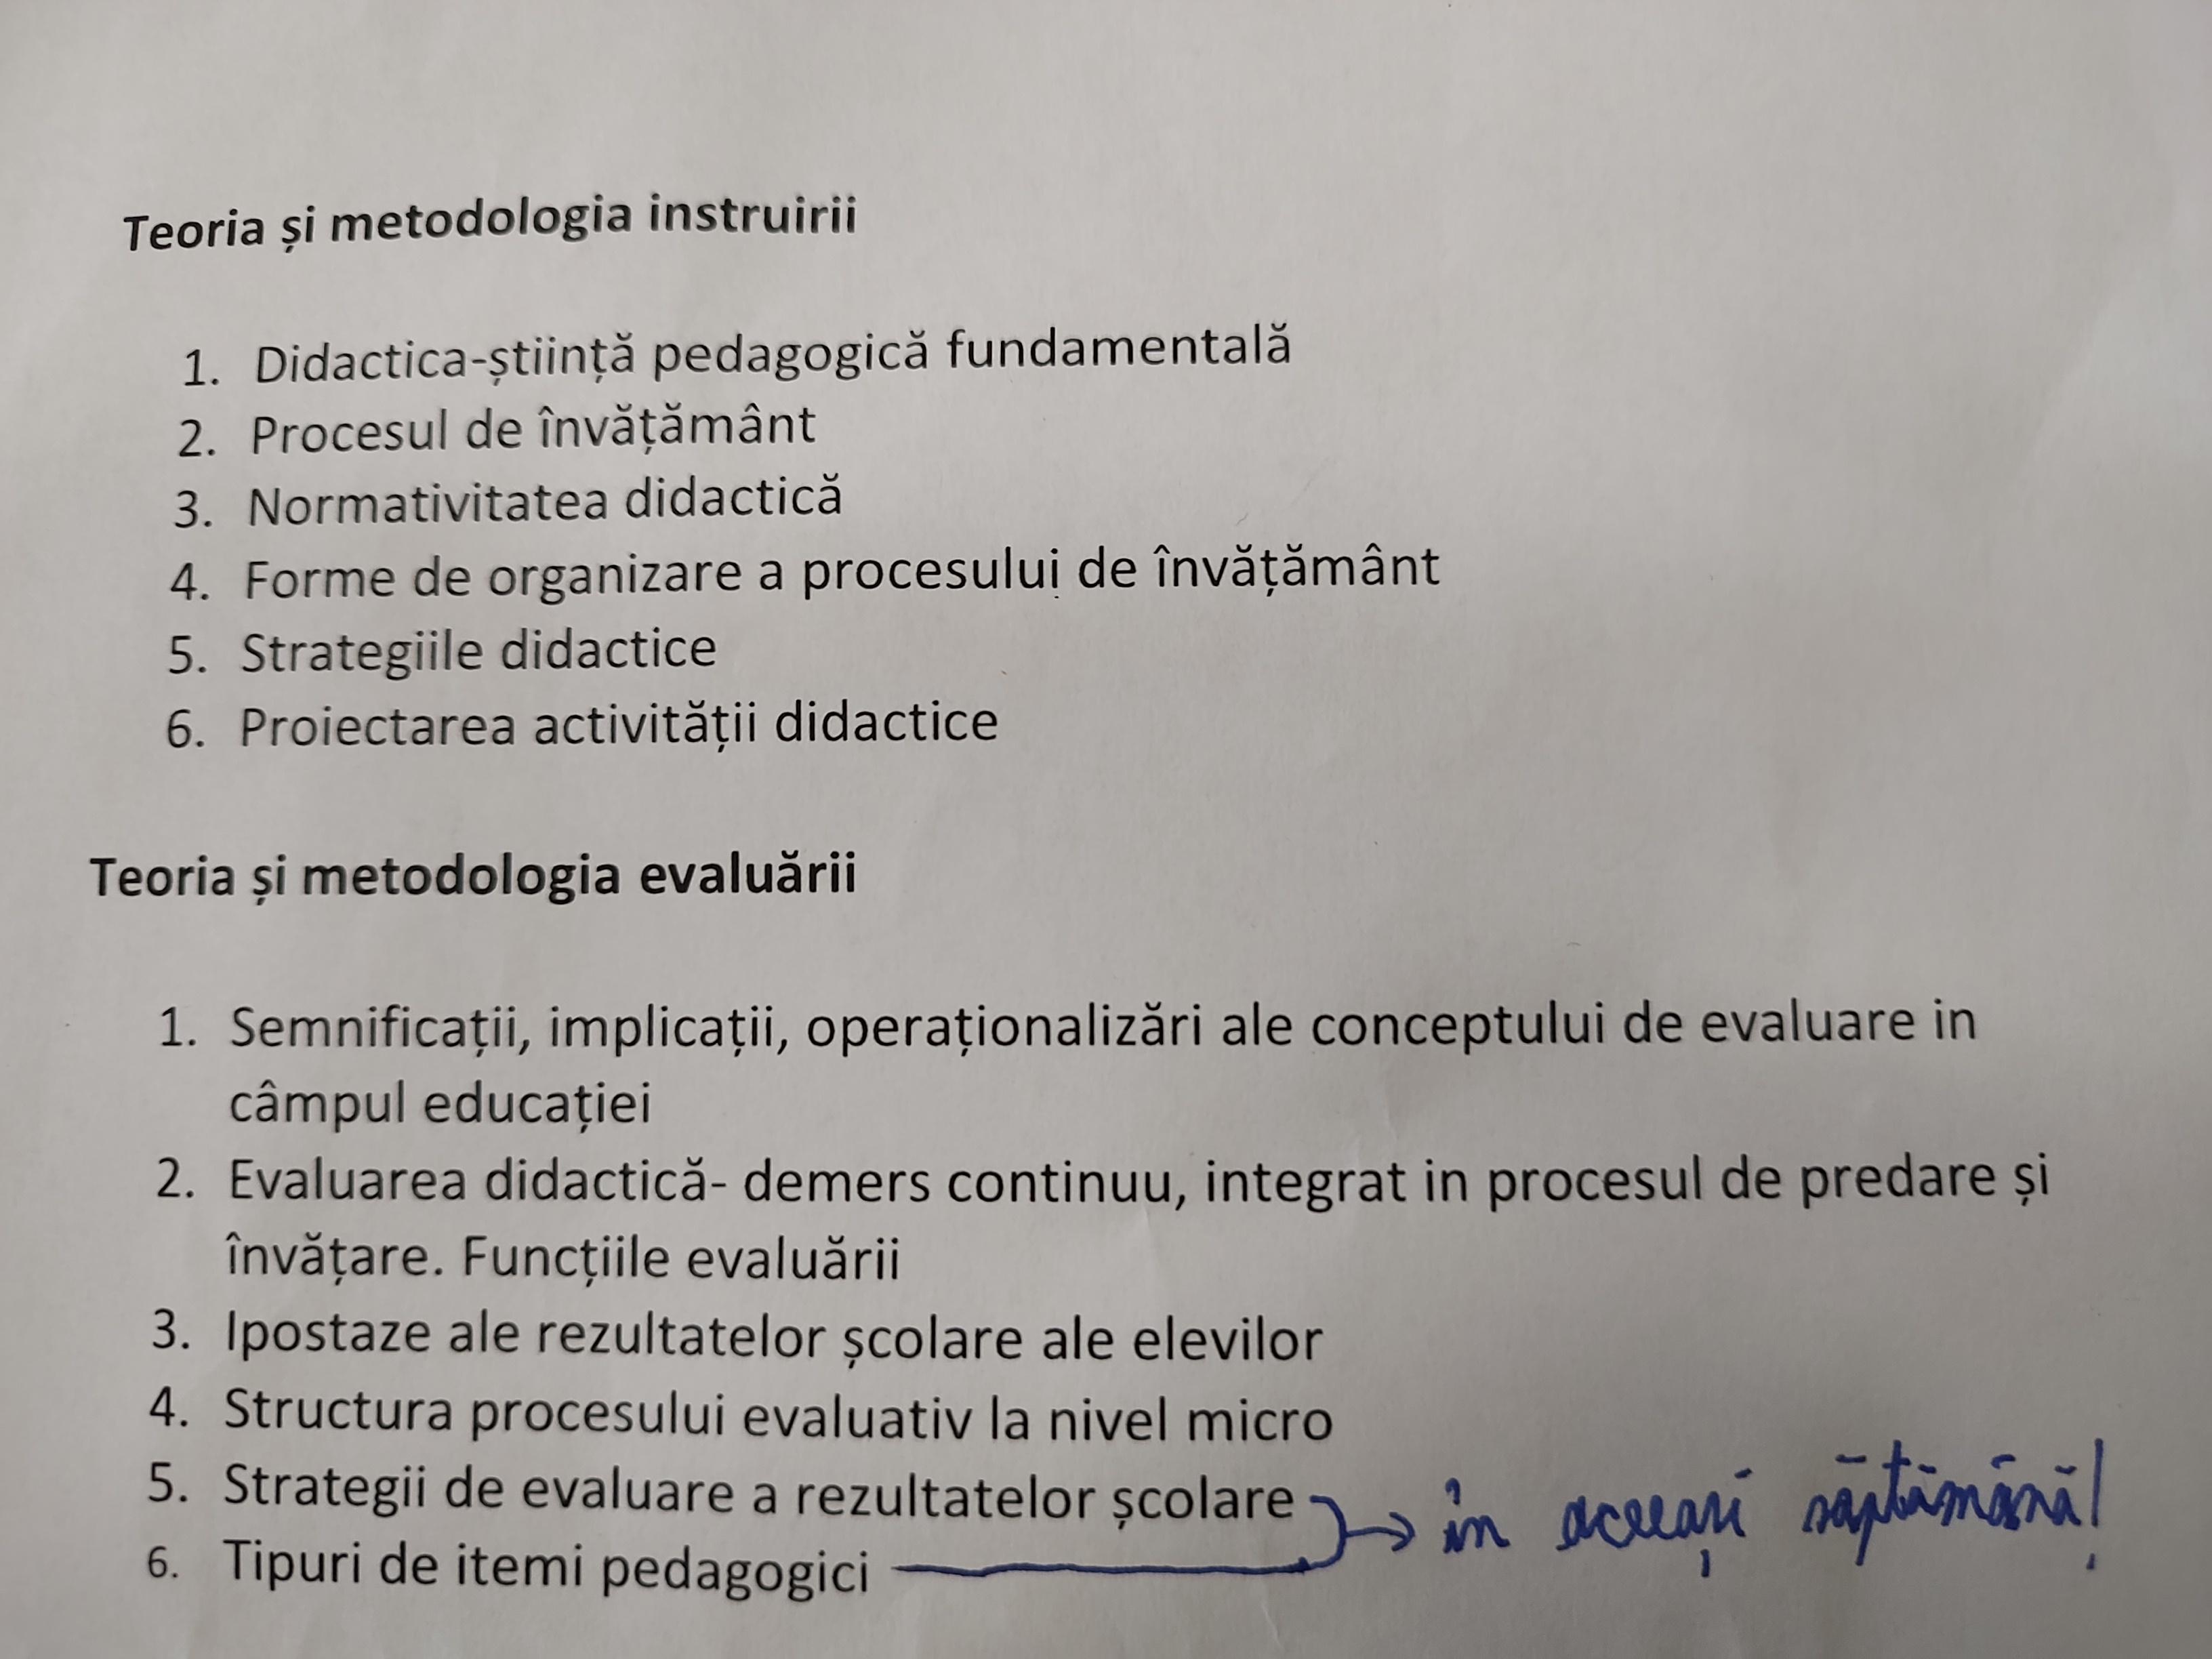 Teoria și metodologia instruirii
1. Didactica-știință pedagogică fundamentală
2. Procesul de învățământ
3. Normativitatea didactică
4. Forme de organizare a procesului de învățământ
5. Strategiile didactice
6. Proiectarea activității didactice
Teoria și metodologia evaluării
1. Semnificații, implicații, operaționalizări ale conceptului de evaluare in
câmpul educației
2. Evaluarea didactică- demers continuu, integrat in procesul de predare și
învățare. Funcțiile evaluării
3. Ipostaze ale rezultatelor școlare ale elevilor
4. Structura procesului evaluativ la nivel micro
5. Strategii de evaluare a rezultatelor școlare
6. Tipuri de itemi pedagogici
în aceeași săptămână!